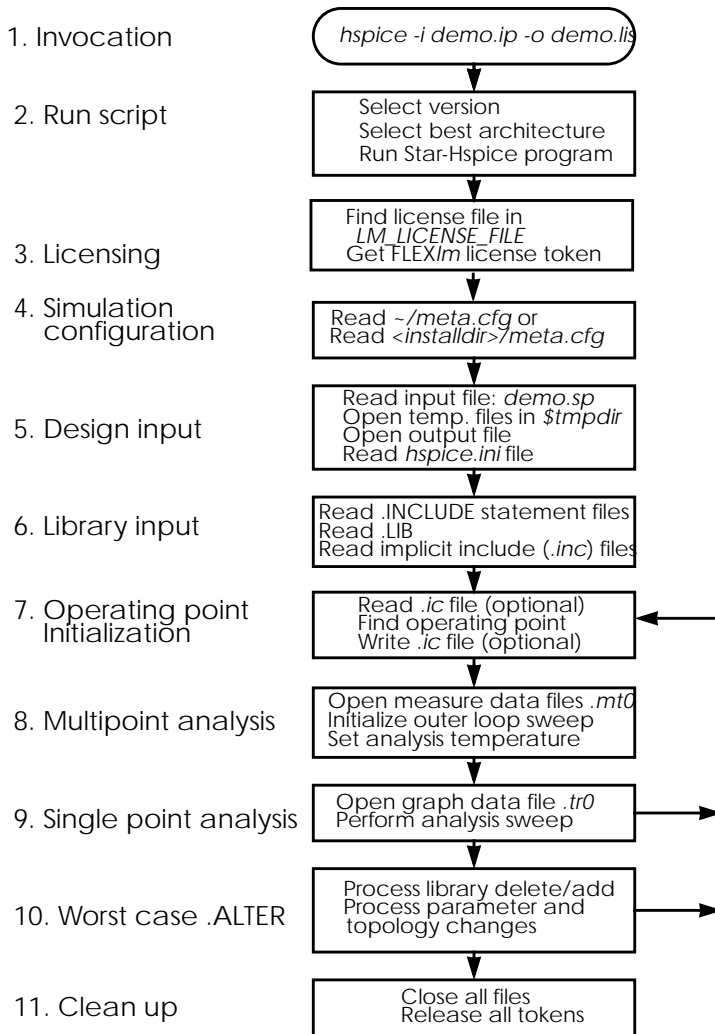 1. Invocation
hspice -i demo.ip -o demo.lis
2. Run script
Select version
Select best architecture
Run Star-Hspice program
3. Licensing
Find license file in
LM_LICENSE_FILE
Get FLEXlm license token
4. Simulation
configuration
Read ~/meta.cfg or
Read <installdir>/meta.cfg
5. Design input
Read input file: demo.sp
Open temp. files in $tmpdir
Open output file
Read hspice.ini file
6. Library input
Read .INCLUDE statement files
Read .LIB
Read implicit include (.inc) files
7. Operating point
Initialization
Read .ic file (optional)
Find operating point
Write .ic file (optional)
8. Multipoint analysis
Open measure data files .mt0
Initialize outer loop sweep
Set analysis temperature
9. Single point analysis
Open graph data file .tr0
Perform analysis sweep
10. Worst case .ALTER
Process library delete/add
Process parameter and
topology changes
11. Clean up
Close all files
Release all tokens